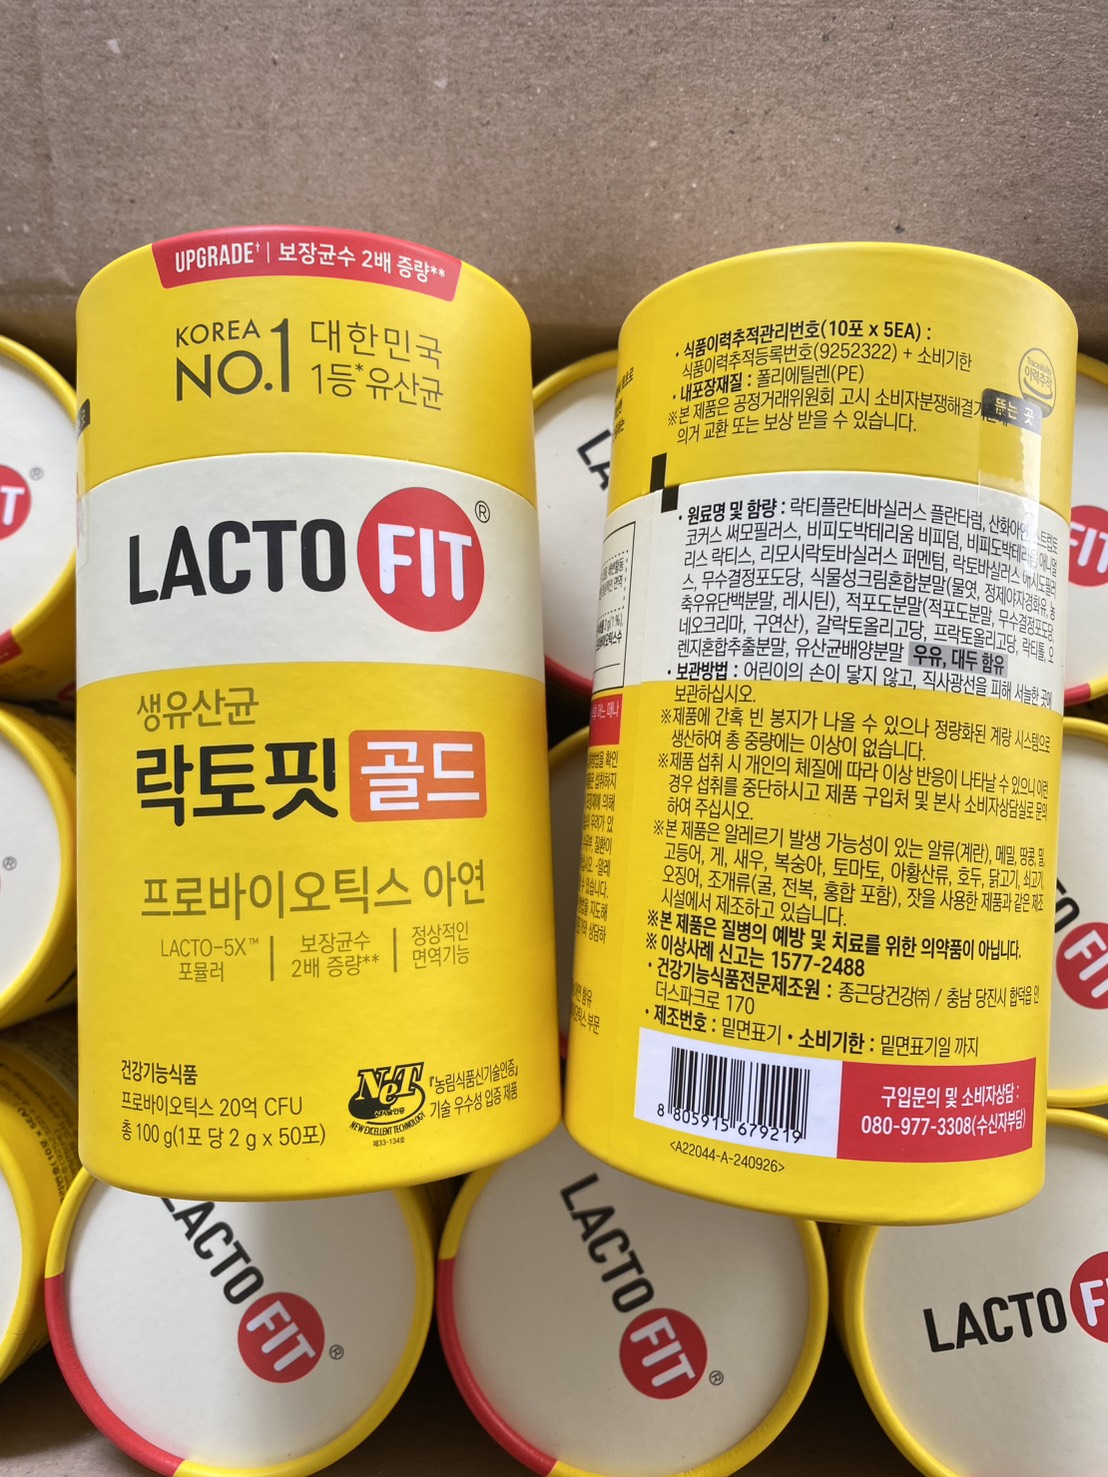 UPGRADE† | 보장균수 2배 증량**
KOREA
NO.1
대한민국
1등*유산균
LACTO FIT®
생유산균
락토핏 골드
프로바이오틱스 아연
LACTO-5X™
포뮬러
보장균수
2배 증량**
정상적인
면역기능
건강기능식품
프로바이오틱스 20억 CFU
총 100 g(1포 당 2 g x 50포)
NeT
신기술인증
NEW EXCELLENT TECHNOLOGY
제33-134호
『농림식품신기술인증』
기술 우수성 입증 제품
• 식품이력추적관리번호(10포 x 5EA) :
식품이력추적등록번호(9252322) + 소비기한
• 내포장재질 : 폴리에틸렌(PE)
※본 제품은 공정거래위원회 고시 소비자분쟁해결
의거 교환 또는 보상 받을 수 있습니다.
Traceability
이력추적
뜯는 곳
• 원료명 및 함량 : 락티플란티바실러스 플란타럼, 산화아연, 스트렙토
코커스 써모필러스, 비피도박테리움 비피덤, 비피도박테리움 애니멀
리스 락티스, 리모시락토바실러스 퍼멘텀, 락토바실러스 애시도필러
스, 무수결정포도당, 식물성크림혼합분말(물엿, 정제야자경화유, 농
축우유단백분말, 레시틴), 적포도분말(적포도분말, 무수결정포도당,
네오크리마, 구연산), 갈락토올리고당, 프락토올리고당, 락티톨, 오
렌지혼합추출분말, 유산균배양분말 우유, 대두 함유
• 보관방법 : 어린이의 손이 닿지 않고, 직사광선을 피해 서늘한 곳에
보관하십시오.
※제품에 간혹 빈 봉지가 나올 수 있으나 정량화된 계량 시스템으로
생산하여 총 중량에는 이상이 없습니다.
※제품 섭취 시 개인의 체질에 따라 이상 반응이 나타날 수 있으니 이런
경우 섭취를 중단하시고 제품 구입처 및 본사 소비자상담실로 문의
하여 주십시오.
※본 제품은 알레르기 발생 가능성이 있는 알류(계란), 메밀, 땅콩, 밀,
고등어, 게, 새우, 복숭아, 토마토, 아황산류, 호두, 닭고기, 쇠고기,
오징어, 조개류(굴, 전복, 홍합 포함), 잣을 사용한 제품과 같은 제조
시설에서 제조하고 있습니다.
※본 제품은 질병의 예방 및 치료를 위한 의약품이 아닙니다.
※ 이상사례 신고는 1577-2488
• 건강기능식품전문제조원 : 종근당건강㈜ / 충남 당진시 합덕읍 인
더스파크로 170
• 제조번호 : 밑면표기 • 소비기한 : 밑면표기일 까지
8 805915 679219
구입문의 및 소비자상담 :
080-977-3308(수신자부담)
<A22044-A-240926>
LACTO FIT®
LACTO FIT®
LACTO